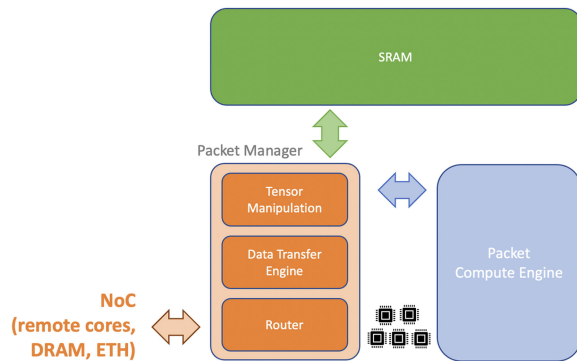 SRAM
Packet Manager
Tensor
Manipulation
Data Transfer
Engine
Router
Packet
Compute Engine
NoC
(remote cores,
DRAM, ETH)